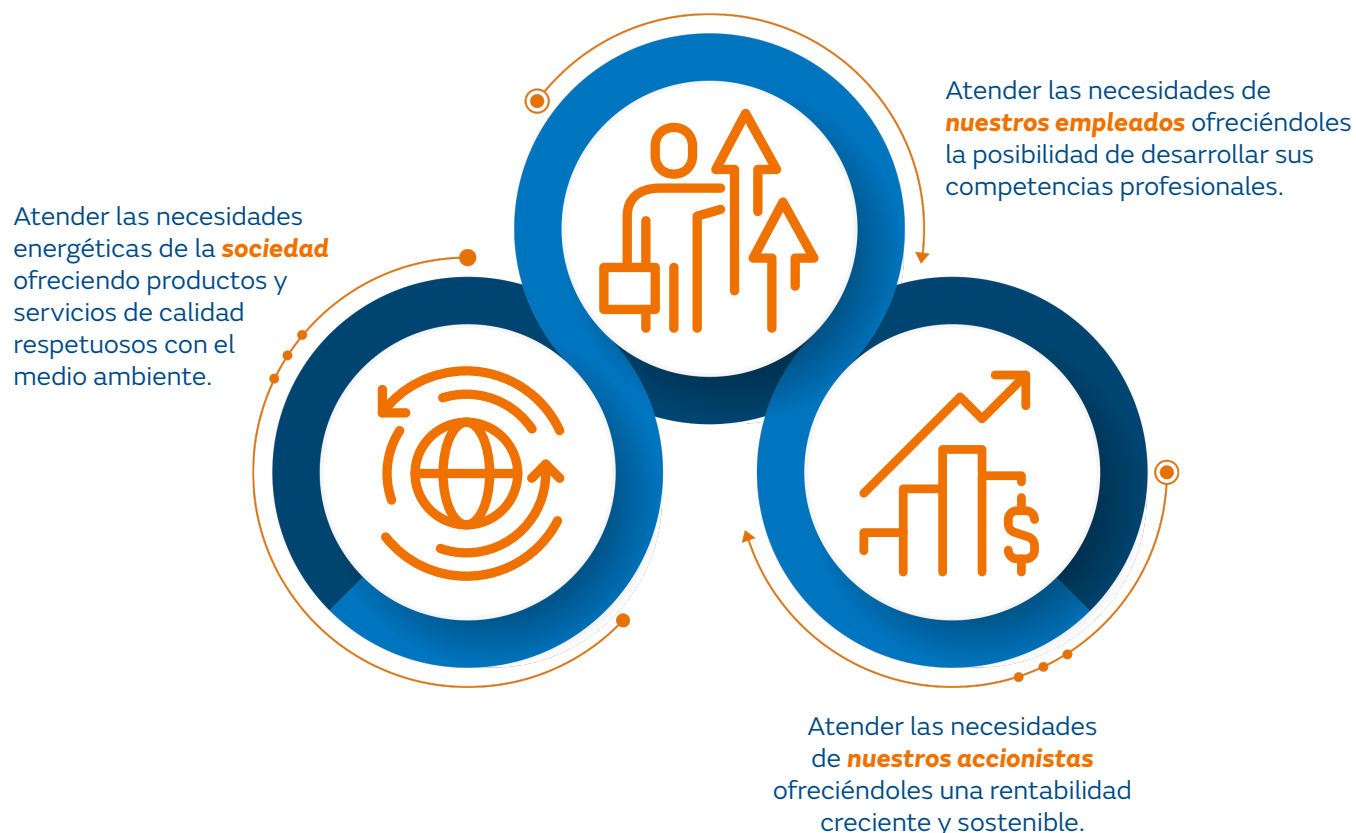 Atender las necesidades
energéticas de la sociedad
ofreciendo productos y
servicios de calidad
respetuosos con el
medio ambiente.
Atender las necesidades de
nuestros empleados ofreciéndoles
la posibilidad de desarrollar sus
competencias profesionales.
$
Atender las necesidades
de nuestros accionistas
ofreciéndoles una rentabilidad
creciente y sostenible.